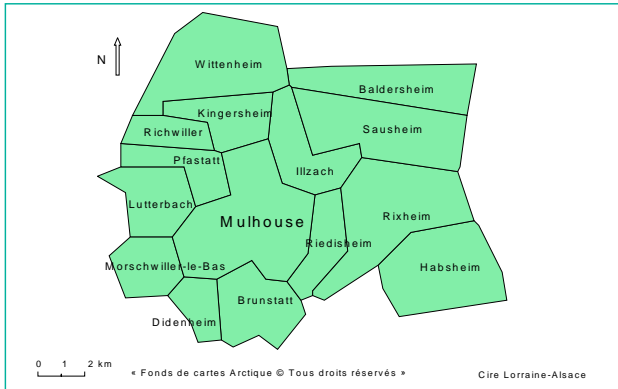 N
Wittenheim
Baldersheim
Kingersheim
Sausheim
Richwiller
Pfastatt
Illzach
Lutterbach
Mulhouse
Rixheim
Riedisheim
Morschwiller-le-Bas
Habsheim
Brunstatt
Didenheim
0 1 2 km
« Fonds de cartes Arctique © Tous droits réservés »
Cire Lorraine-Alsace